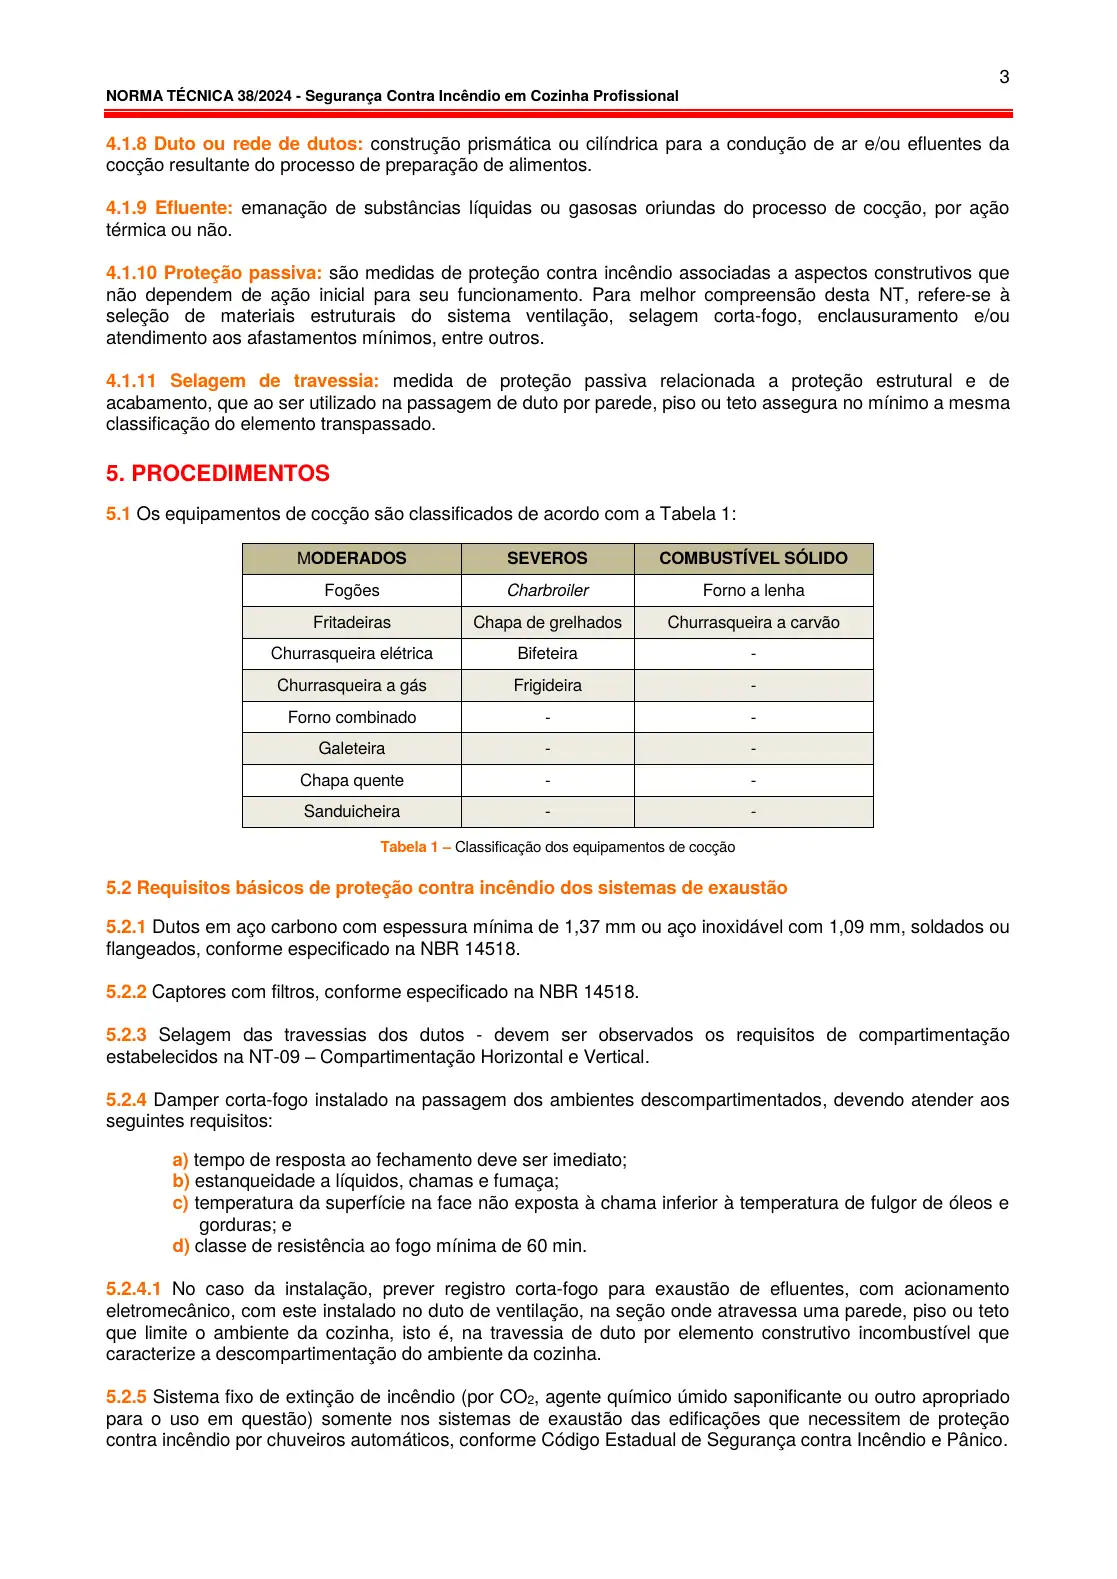 3
NORMA TÉCNICA 38/2024 - Segurança Contra Incêndio em Cozinha Profissional
4.1.8 Duto ou rede de dutos: construção prismática ou cilíndrica para a condução de ar e/ou efluentes da
cocção resultante do processo de preparação de alimentos.
4.1.9 Efluente: emanação de substâncias líquidas ou gasosas oriundas do processo de cocção, por ação
térmica ou não.
4.1.10 Proteção passiva: são medidas de proteção contra incêndio associadas a aspectos construtivos que
não dependem de ação inicial para seu funcionamento. Para melhor compreensão desta NT, refere-se à
seleção de materiais estruturais do sistema ventilação, selagem corta-fogo, enclausuramento e/ou
atendimento aos afastamentos mínimos, entre outros.
4.1.11 Selagem de travessia: medida de proteção passiva relacionada a proteção estrutural e de
acabamento, que ao ser utilizado na passagem de duto por parede, piso ou teto assegura no mínimo a mesma
classificação do elemento transpassado.
5. PROCEDIMENTOS
5.1 Os equipamentos de cocção são classificados de acordo com a Tabela 1:
MODERADOS SEVEROS COMBUSTÍVEL SÓLIDO
Fogões Charbroiler Forno a lenha
Fritadeiras Chapa de grelhados Churrasqueira a carvão
Churrasqueira elétrica Bifeteira -
Churrasqueira a gás Frigideira -
Forno combinado - -
Galeteira - -
Chapa quente - -
Sanduicheira - -
Tabela 1 – Classificação dos equipamentos de cocção
5.2 Requisitos básicos de proteção contra incêndio dos sistemas de exaustão
5.2.1 Dutos em aço carbono com espessura mínima de 1,37 mm ou aço inoxidável com 1,09 mm, soldados ou
flangeados, conforme especificado na NBR 14518.
5.2.2 Captores com filtros, conforme especificado na NBR 14518.
5.2.3 Selagem das travessias dos dutos - devem ser observados os requisitos de compartimentação
estabelecidos na NT-09 – Compartimentação Horizontal e Vertical.
5.2.4 Damper corta-fogo instalado na passagem dos ambientes descompartimentados, devendo atender aos
seguintes requisitos:
a) tempo de resposta ao fechamento deve ser imediato;
b) estanqueidade a líquidos, chamas e fumaça;
c) temperatura da superfície na face não exposta à chama inferior à temperatura de fulgor de óleos e
gorduras; e
d) classe de resistência ao fogo mínima de 60 min.
5.2.4.1 No caso da instalação, prever registro corta-fogo para exaustão de efluentes, com acionamento
eletromecânico, com este instalado no duto de ventilação, na seção onde atravessa uma parede, piso ou teto
que limite o ambiente da cozinha, isto é, na travessia de duto por elemento construtivo incombustível que
caracterize a descompartimentação do ambiente da cozinha.
5.2.5 Sistema fixo de extinção de incêndio (por CO₂, agente químico úmido saponificante ou outro apropriado
para o uso em questão) somente nos sistemas de exaustão das edificações que necessitem de proteção
contra incêndio por chuveiros automáticos, conforme Código Estadual de Segurança contra Incêndio e Pânico.